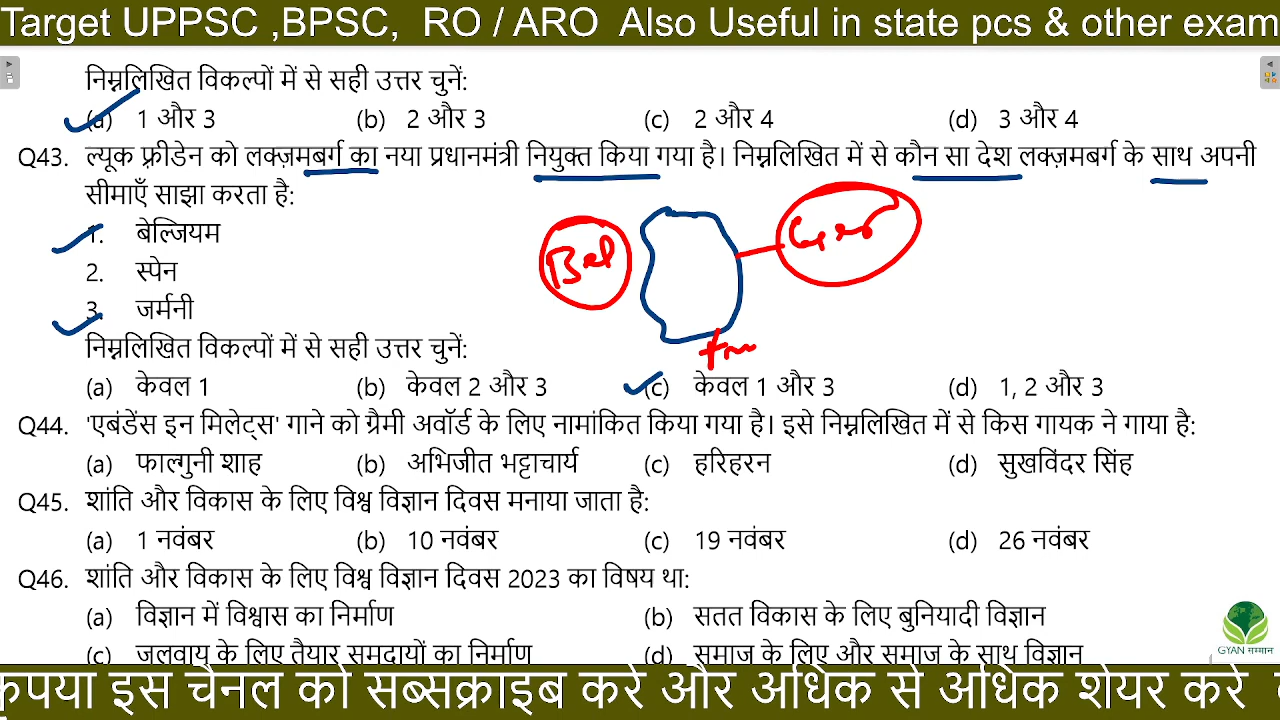 Target UPPSC ,BPSC, RO / ARO Also Useful in state pcs & other exam
निम्नलिखित विकल्पों में से सही उत्तर चुनें:
(a) 1 और 3 (b) 2 और 3 (c) 2 और 4 (d) 3 और 4
Q43. ल्यूक फ़्रीडेन को लक्ज़मबर्ग का नया प्रधानमंत्री नियुक्त किया गया है। निम्नलिखित में से कौन सा देश लक्ज़मबर्ग के साथ अपनी
सीमाएँ साझा करता है:
1. बेल्जियम
2. स्पेन
3. जर्मनी
Bel
Ger
निम्नलिखित विकल्पों में से सही उत्तर चुनें:
(a) केवल 1 (b) केवल 2 और 3 (c) केवल 1 और 3 (d) 1, 2 और 3
Q44. 'एबंडेंस इन मिलेट्स' गाने को ग्रैमी अवॉर्ड के लिए नामांकित किया गया है। इसे निम्नलिखित में से किस गायक ने गाया है:
(a) फाल्गुनी शाह (b) अभिजीत भट्टाचार्य (c) हरिहरन (d) सुखविंदर सिंह
Q45. शांति और विकास के लिए विश्व विज्ञान दिवस मनाया जाता है:
(a) 1 नवंबर (b) 10 नवंबर (c) 19 नवंबर (d) 26 नवंबर
Q46. शांति और विकास के लिए विश्व विज्ञान दिवस 2023 का विषय था:
(a) विज्ञान में विश्वास का निर्माण (b) सतत विकास के लिए बुनियादी विज्ञान
(c) जलवायु के लिए तैयार समुदायों का निर्माण (d) समाज के लिए और समाज के साथ विज्ञान
GYAN सम्मान
कृपया इस चेनल को सब्सक्राइब करे और अधिक से अधिक शेयर करे